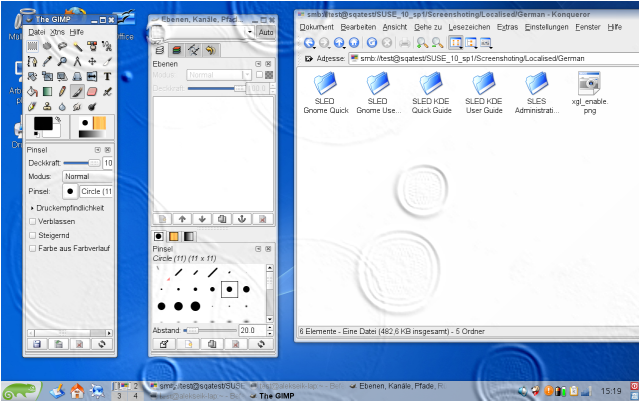 The GIMP
Datei Xtns Hilfe
Pinsel
Deckkraft: 10
Modus: Normal
Pinsel: Circle (11
Druckempfindlichkeit
Verblassen
Steigernd
Farbe aus Farbverlauf
Ebenen, Kanäle, Pfade
Auto
Ebenen
Modus: Normal
Deckkraft:
Pinsel
Circle (11) (11 x 11)
Abstand: 20.0
smb://test@sqatest/SUSE_10_sp1/Screenshoting/Localised/German - Konqueror
Dokument Bearbeiten Ansicht Gehe zu Lesezeichen Extras Einstellungen Fenster Hilfe
Adresse: smb://test@sqatest/SUSE_10_sp1/Screenshoting/Localised/German
SLED Gnome Quick
SLED Gnome Use...
SLED KDE Quick Guide
SLED KDE User Guide
SLES Administrati...
xgl_enable.png
6 Elemente - Eine Datei (482,6 KB insgesamt) - 5 Ordner
Office
1 2
3 4
smb://test@sqatest/SUSE
Ebenen, Kanäle, Pfade, P
The GIMP
15:19